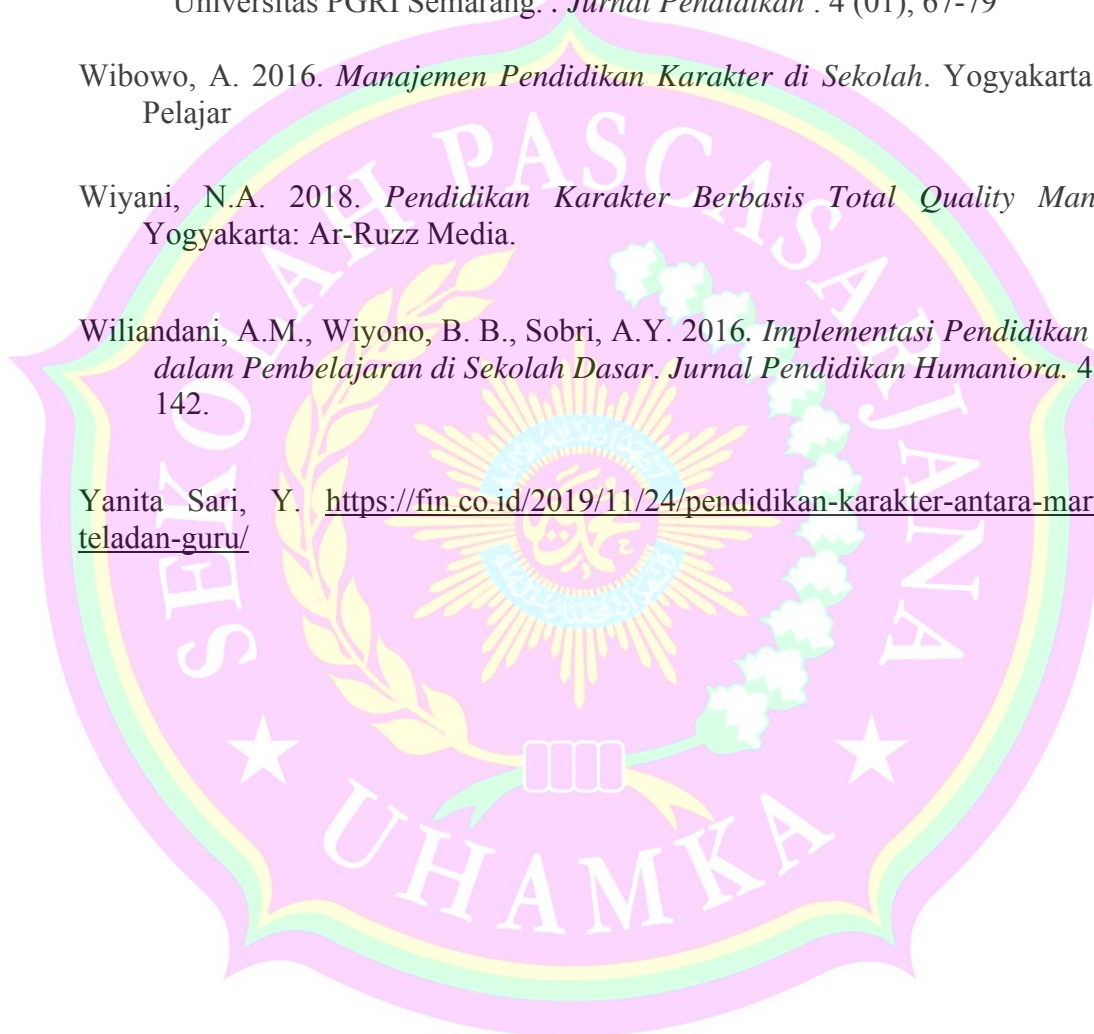 Universitas PGRI Semarang. . Jurnal Pendidikan . 4 (01), 67-79
Wibowo, A. 2016. Manajemen Pendidikan Karakter di Sekolah. Yogyakarta
Pelajar
Wiyani, N.A. 2018. Pendidikan Karakter Berbasis Total Quality Man
Yogyakarta: Ar-Ruzz Media.
Wiliandani, A.M., Wiyono, B. B., Sobri, A.Y. 2016. Implementasi Pendidikan
dalam Pembelajaran di Sekolah Dasar. Jurnal Pendidikan Humaniora. 4
142.
Yanita Sari, Y. https://fin.co.id/2019/11/24/pendidikan-karakter-antara-mar
teladan-guru/
SEKOLAH PASCASARJANA
UHAMKA